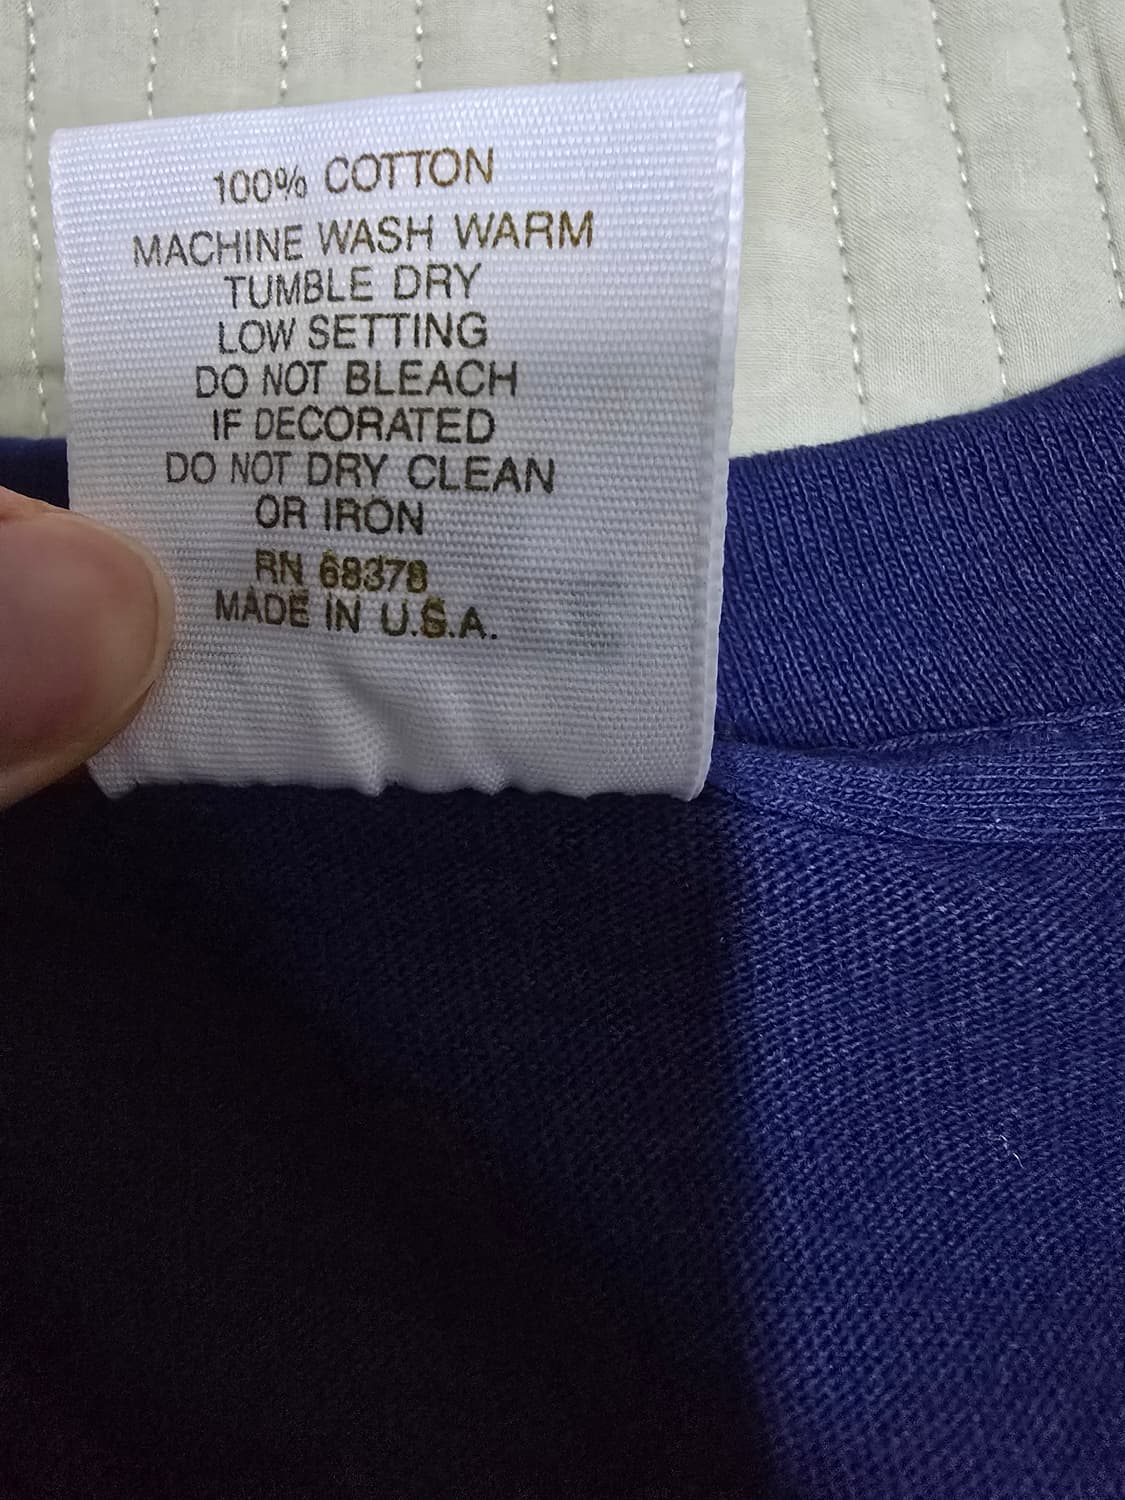 100% COTTON
MACHINE WASH WARM
TUMBLE DRY
LOW SETTING
DO NOT BLEACH
IF DECORATED
DO NOT DRY CLEAN
OR IRON
RN 68378
MADE IN U.S.A.